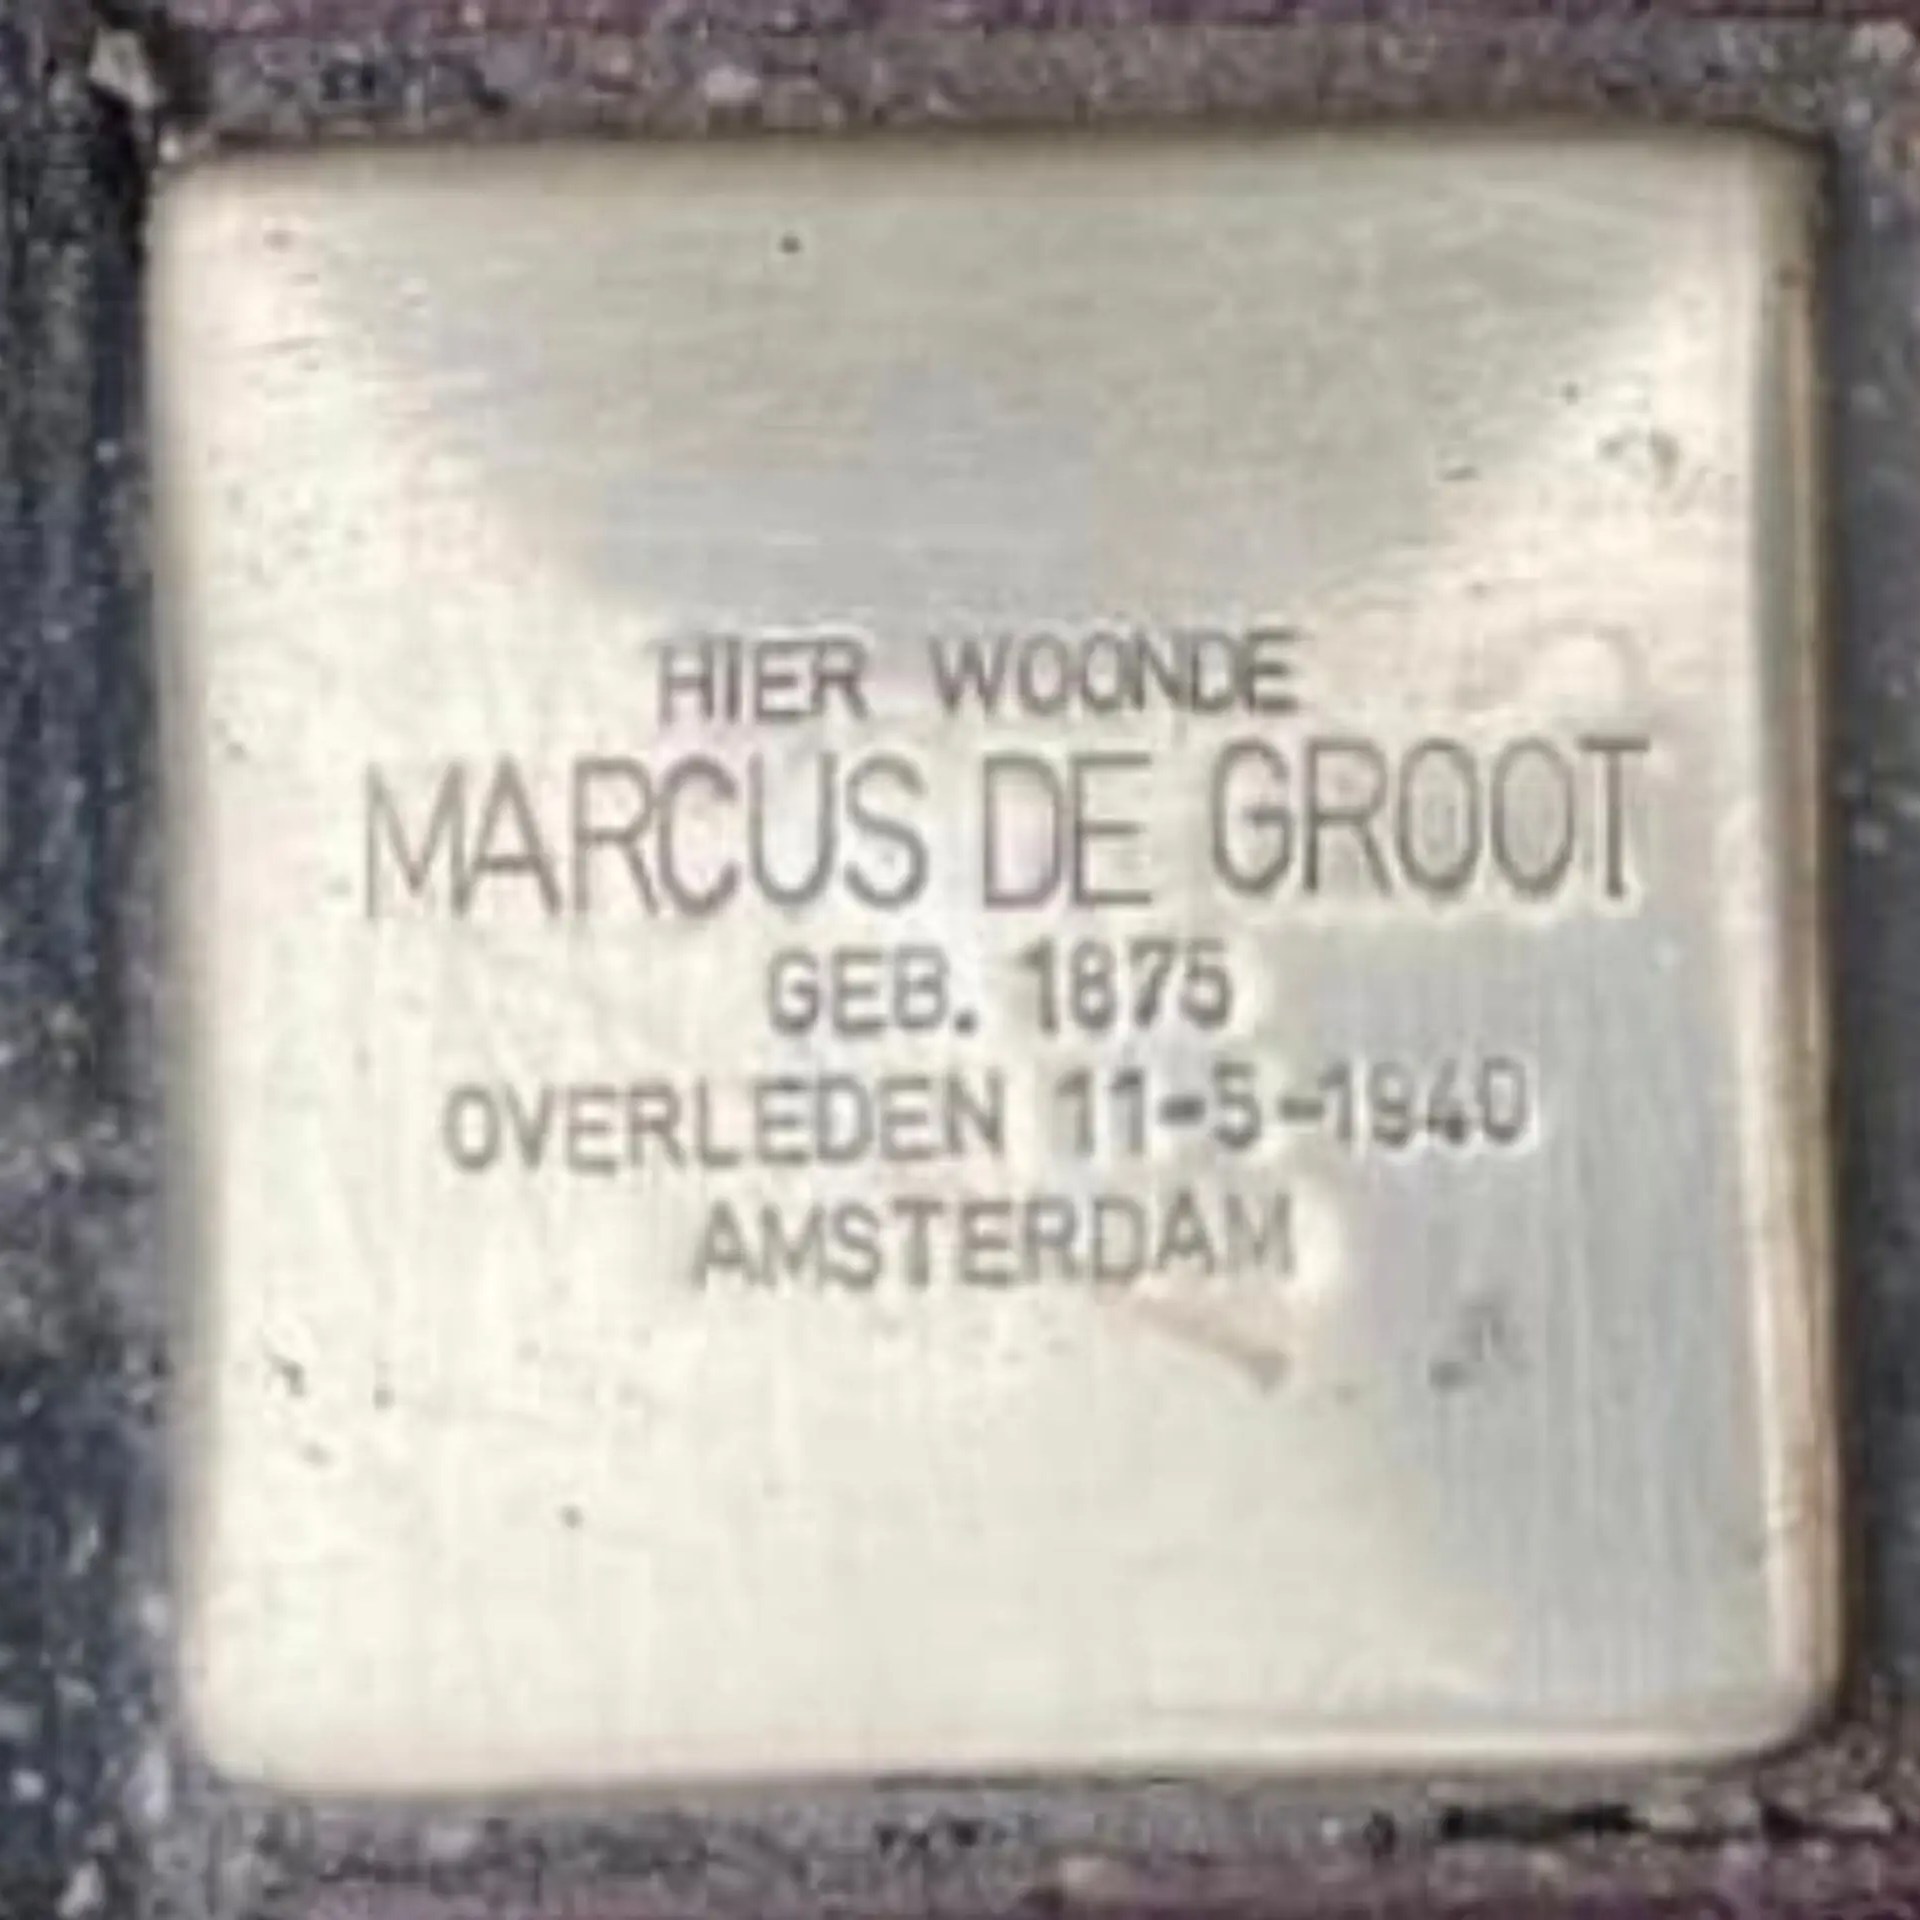 HIER WOONDE
MARCUS DE GROOT
GEB. 1875
OVERLEDEN 11-5-1940
AMSTERDAM